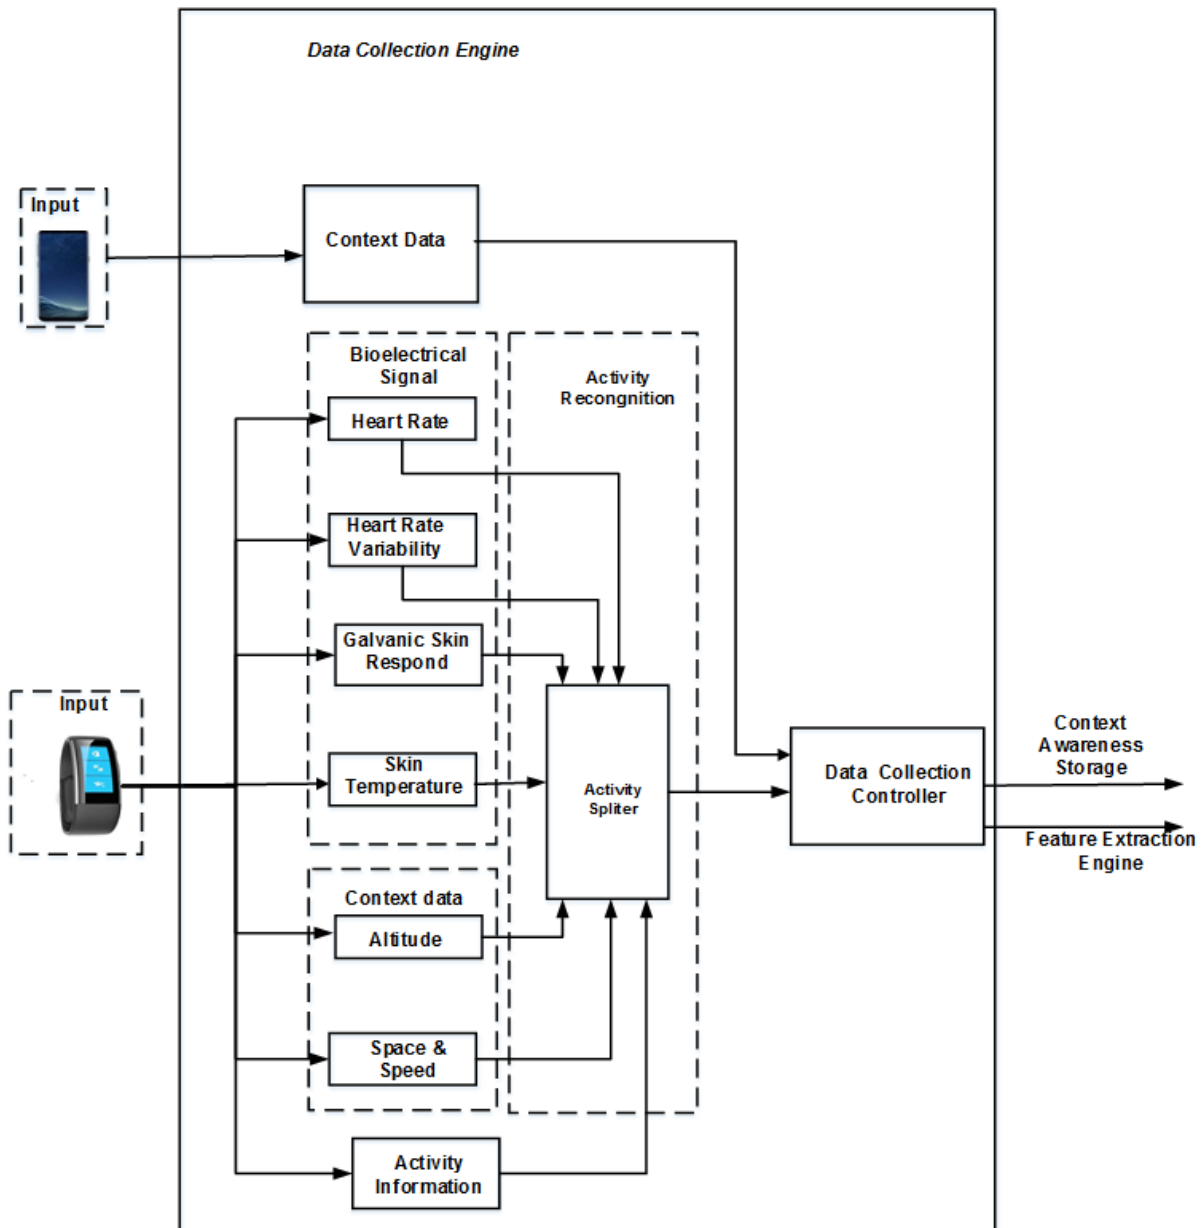 Data Collection Engine
Input
Context Data
Bioelectrical
Signal
Activity
Recongnition
Heart Rate
Heart Rate
Variability
Galvanic Skin
Respond
Input
Skin
Temperature
Activity
Spliter
Data Collection
Controller
Context
Awareness
Storage
Feature Extraction
Engine
Context data
Altitude
Space &
Speed
Activity
Information